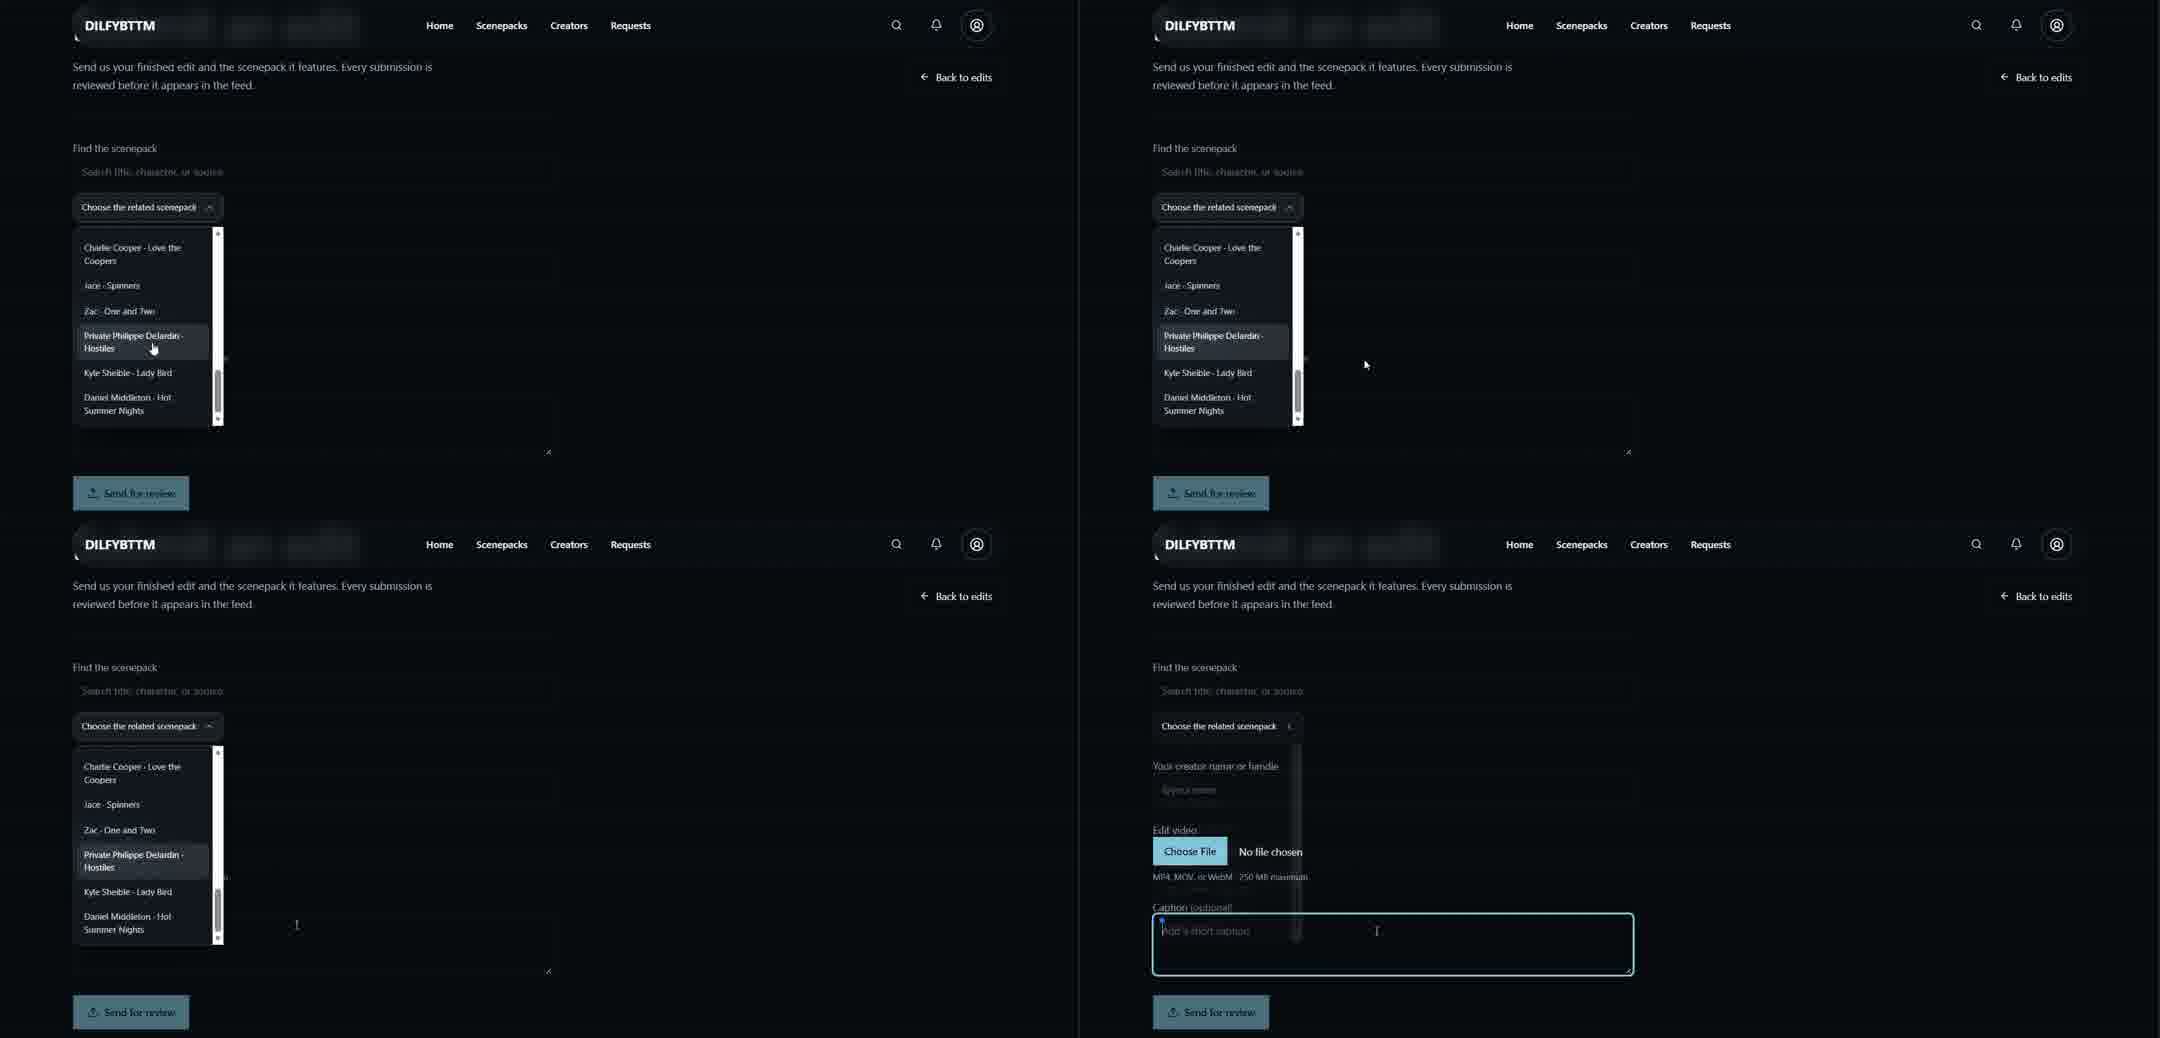 DILFYBTTM Home Scenepacks Creators Requests
Send us your finished edit and the scenepack it features. Every submission is
reviewed before it appears in the feed.
Back to edits
Find the scenepack
Search title, character, or source
Choose the related scenepack
Charlie Cooper - Love the
Coopers
Jace - Spinners
Zac - One and Two
Private Philippe Delardin -
Hostiles
Kyle Sheible - Lady Bird
Daniel Middleton - Hot
Summer Nights
Send for review
DILFYBTTM Home Scenepacks Creators Requests
Send us your finished edit and the scenepack it features. Every submission is
reviewed before it appears in the feed.
Back to edits
Find the scenepack
Search title, character, or source
Choose the related scenepack
Charlie Cooper - Love the
Coopers
Jace - Spinners
Zac - One and Two
Private Philippe Delardin -
Hostiles
Kyle Sheible - Lady Bird
Daniel Middleton - Hot
Summer Nights
Send for review
DILFYBTTM Home Scenepacks Creators Requests
Send us your finished edit and the scenepack it features. Every submission is
reviewed before it appears in the feed.
Back to edits
Find the scenepack
Search title, character, or source
Choose the related scenepack
Charlie Cooper - Love the
Coopers
Jace - Spinners
Zac - One and Two
Private Philippe Delardin -
Hostiles
Kyle Sheible - Lady Bird
Daniel Middleton - Hot
Summer Nights
Send for review
DILFYBTTM Home Scenepacks Creators Requests
Send us your finished edit and the scenepack it features. Every submission is
reviewed before it appears in the feed.
Back to edits
Find the scenepack
Search title, character, or source
Choose the related scenepack
Your creator name or handle
Edit video
Choose File No file chosen
MP4, MOV, or WebM 250 MB maximum
Caption (optional)
Add a short caption
Send for review